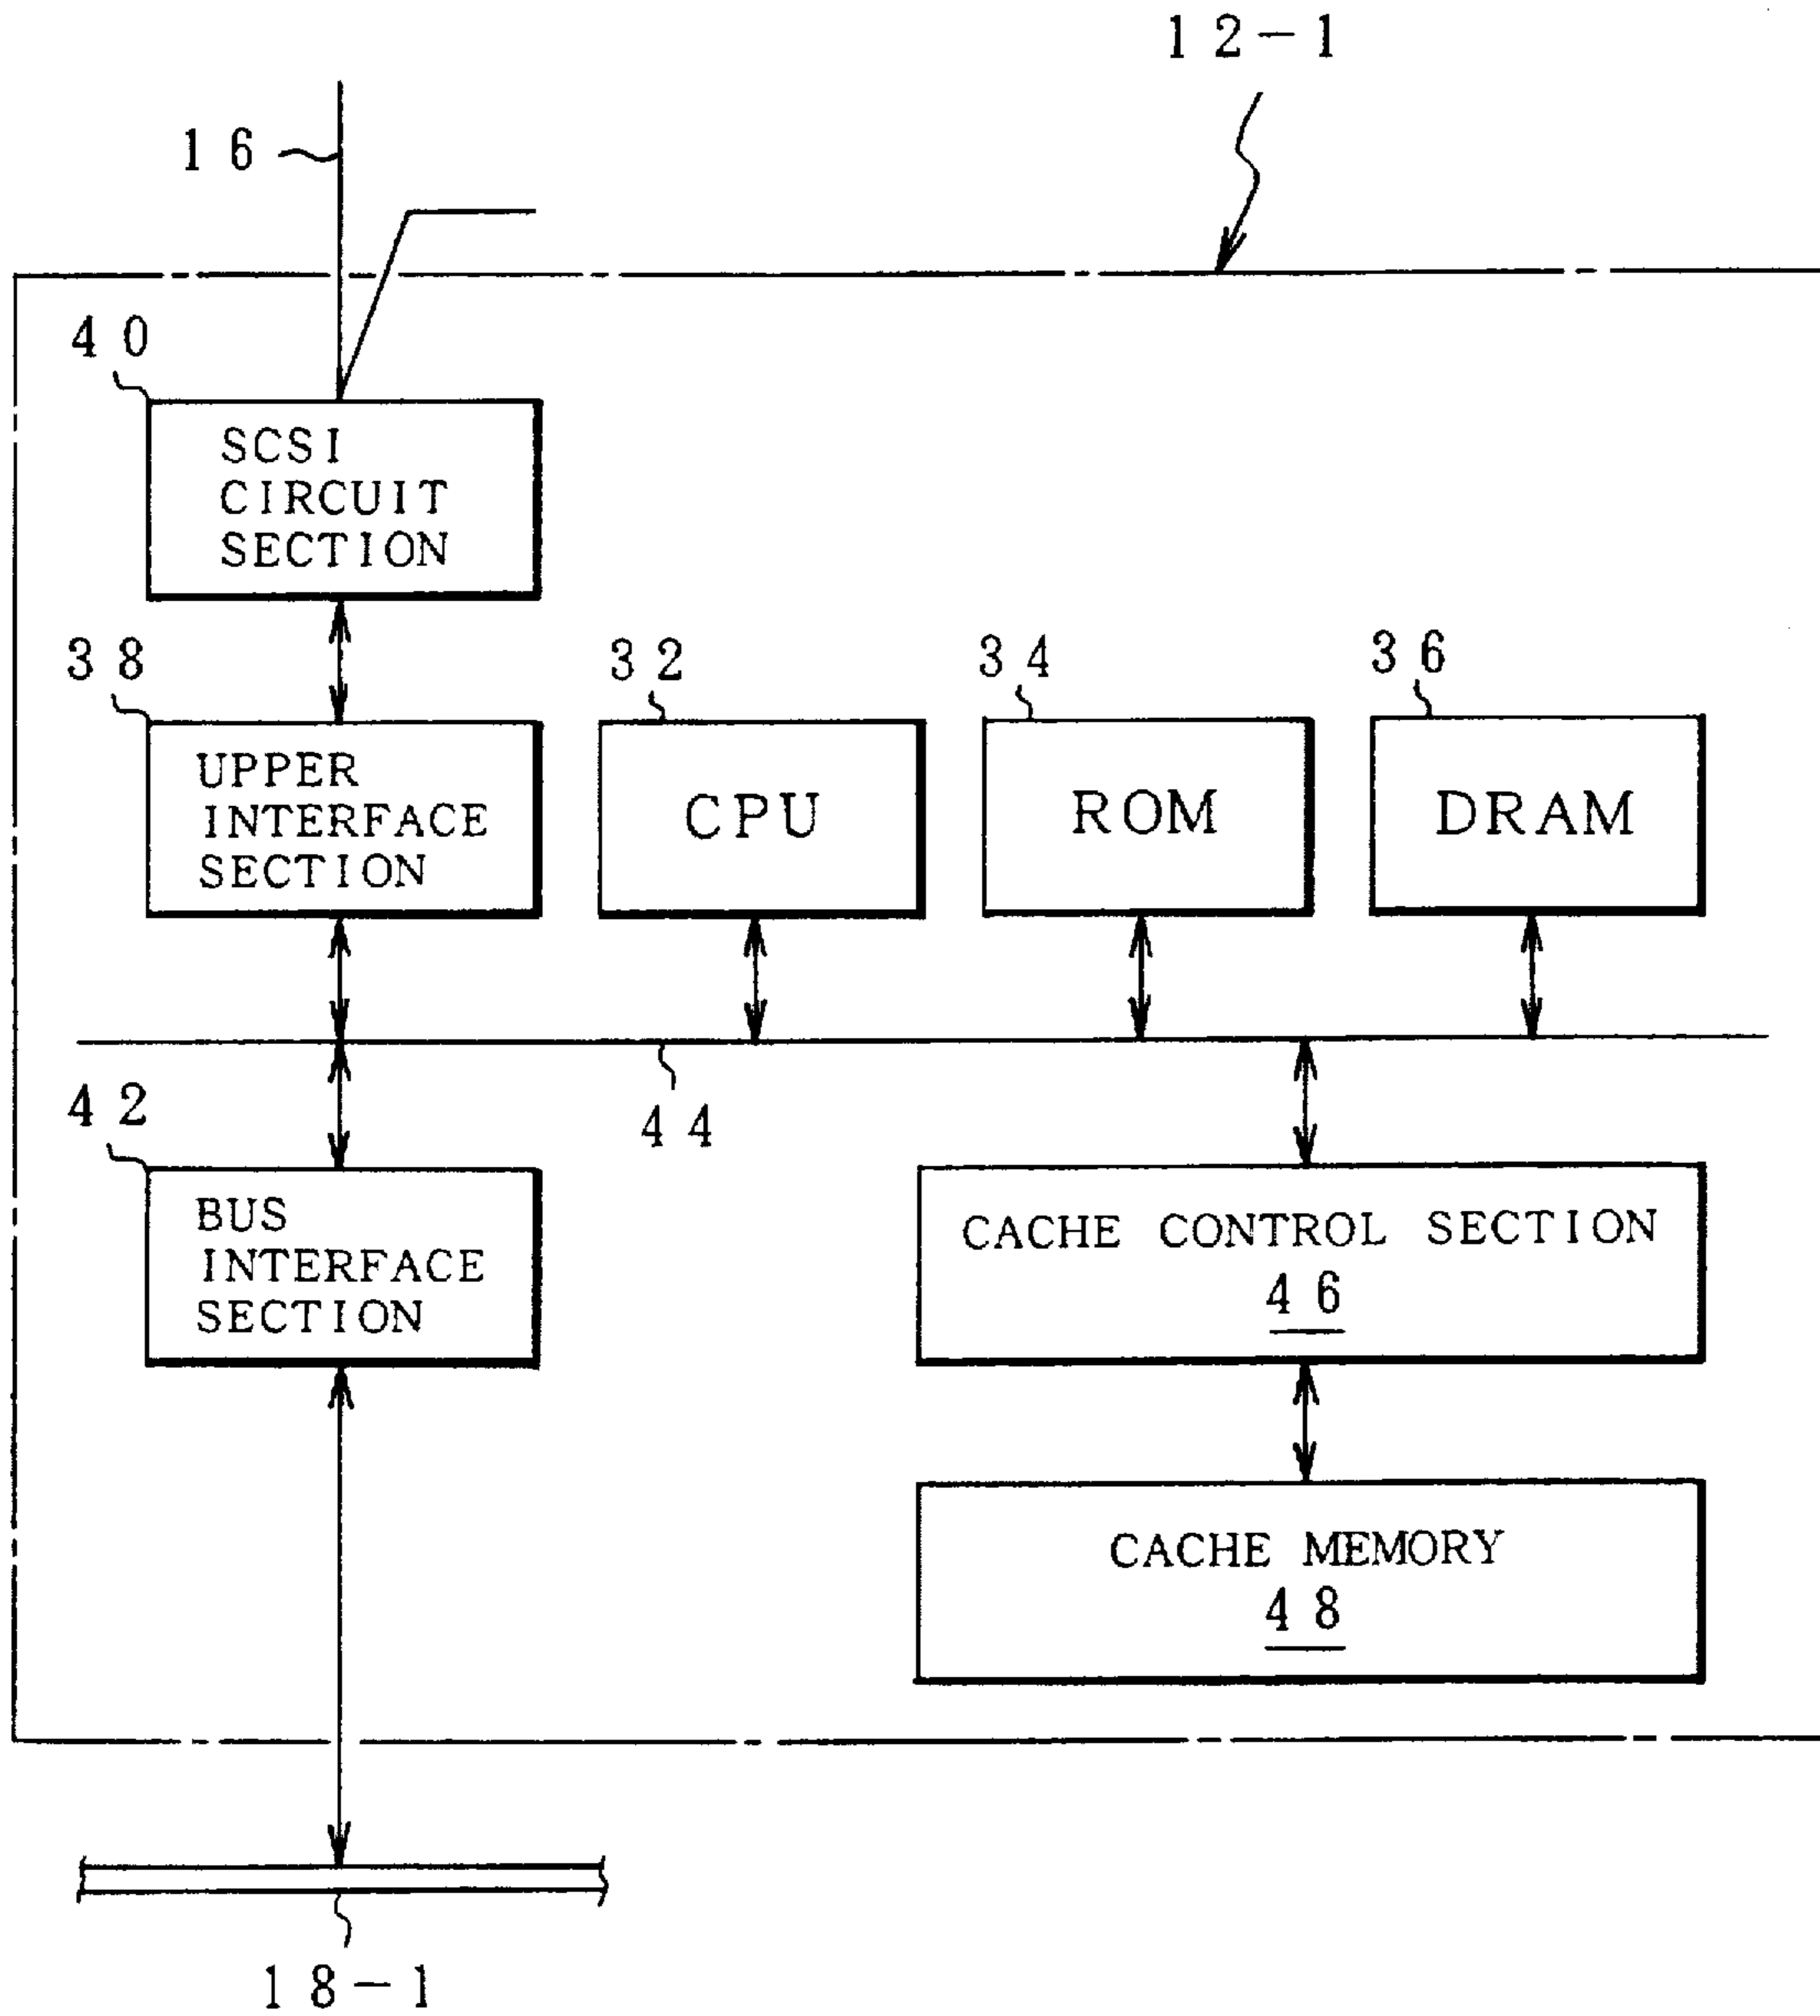 12-1
16
40
SCSI
CIRCUIT
SECTION
38
32
34
36
UPPER
INTERFACE
SECTION
CPU
ROM
DRAM
42
44
BUS
INTERFACE
SECTION
CACHE CONTROL SECTION
46
CACHE MEMORY
48
18-1